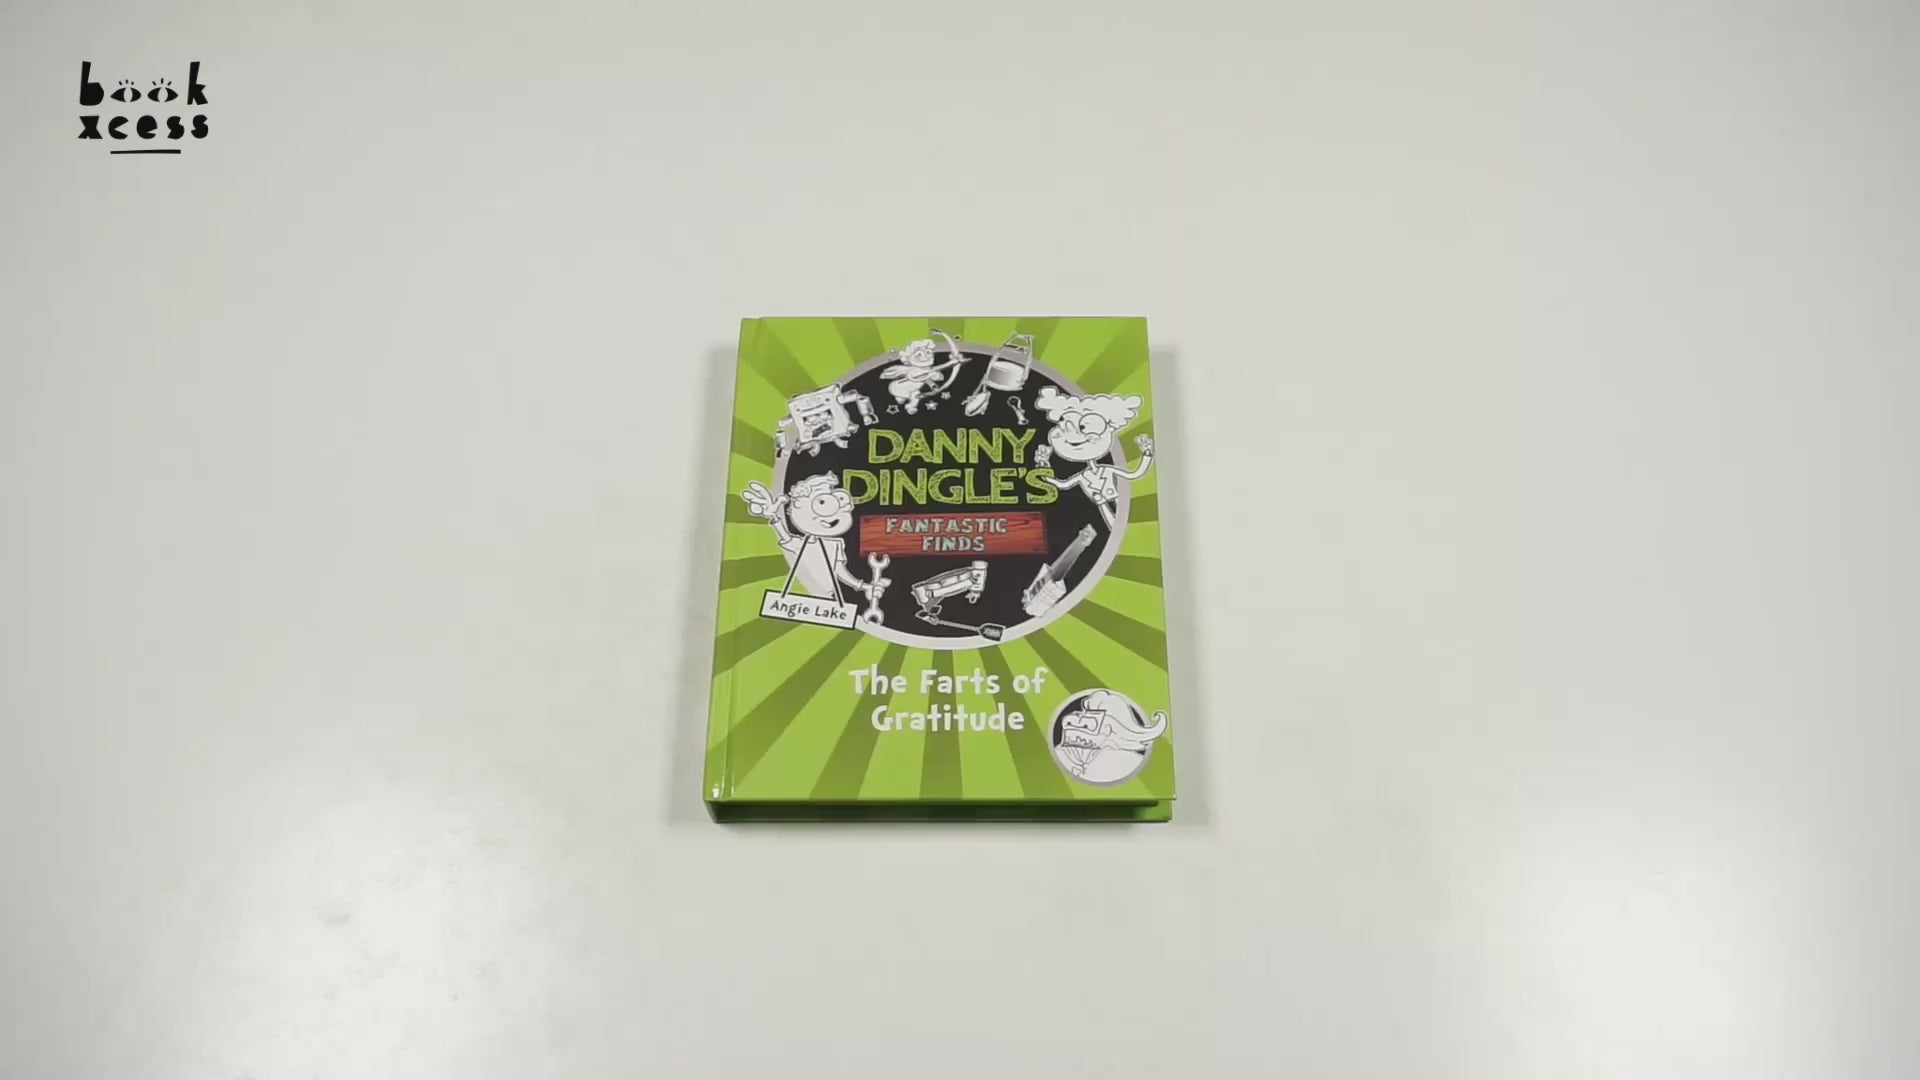 book
xcess
DANNY
DINGLE'S
FANTASTIC
FINDS
Angie Lake
The Farts of
Gratitude